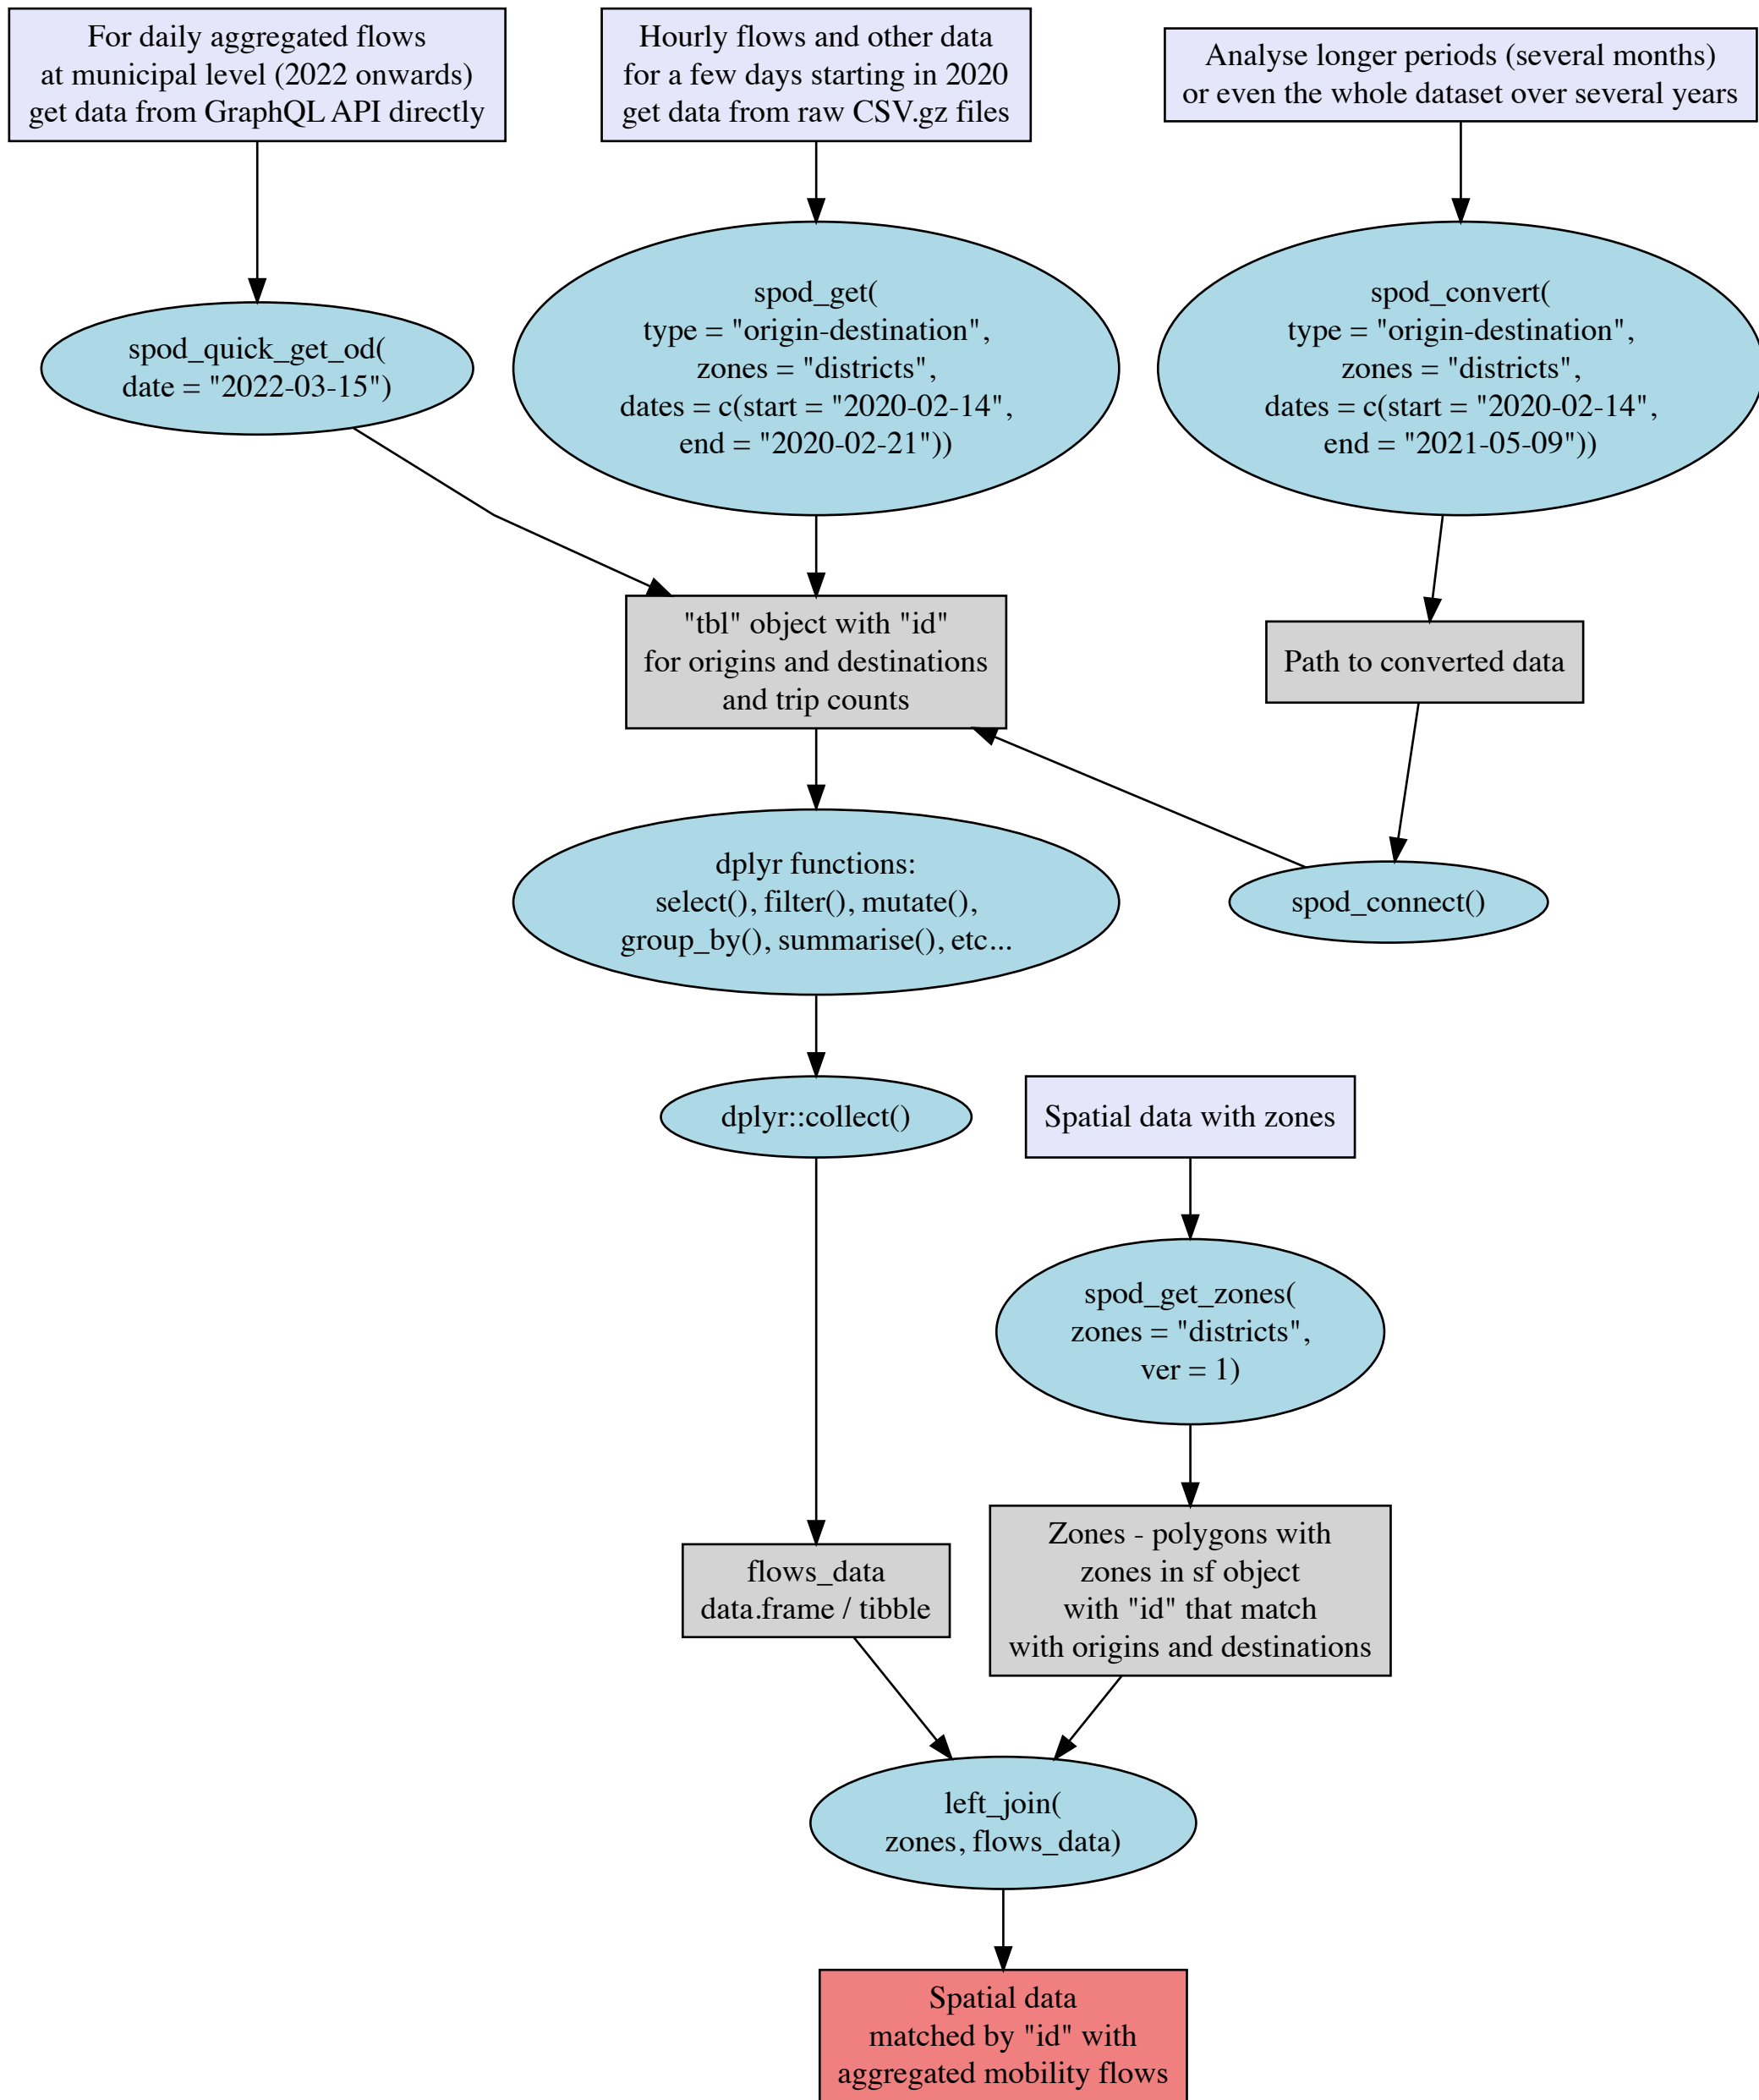 For daily aggregated flows
at municipal level (2022 onwards)
get data from GraphQL API directly
Hourly flows and other data
for a few days starting in 2020
get data from raw CSV.gz files
Analyse longer periods (several months)
or even the whole dataset over several years
spod_quick_get_od(
date = "2022-03-15")
spod_get(
type = "origin-destination",
zones = "districts",
dates = c(start = "2020-02-14",
end = "2020-02-21"))
spod_convert(
type = "origin-destination",
zones = "districts",
dates = c(start = "2020-02-14",
end = "2021-05-09"))
"tbl" object with "id"
for origins and destinations
and trip counts
Path to converted data
dplyr functions:
select(), filter(), mutate(),
group_by(), summarise(), etc...
spod_connect()
dplyr::collect()
Spatial data with zones
spod_get_zones(
zones = "districts",
ver = 1)
flows_data
data.frame / tibble
Zones - polygons with
zones in sf object
with "id" that match
with origins and destinations
left_join(
zones, flows_data)
Spatial data
matched by "id" with
aggregated mobility flows